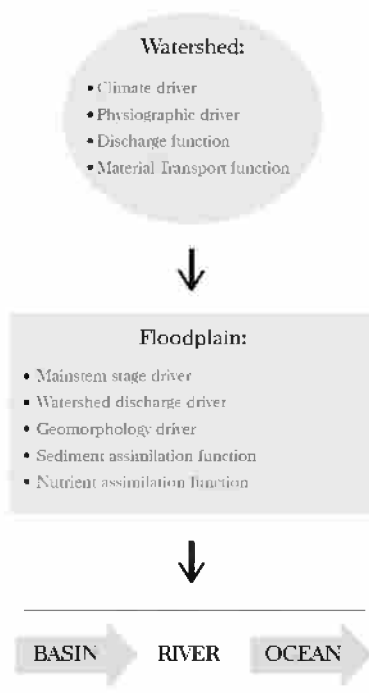 Watershed:
• Climate driver
• Physiographic driver
• Discharge function
• Material Transport function
Floodplain:
• Mainstem stage driver
• Watershed discharge driver
• Geomorphology driver
• Sediment assimilation function
• Nutrient assimilation function
BASIN RIVER OCEAN